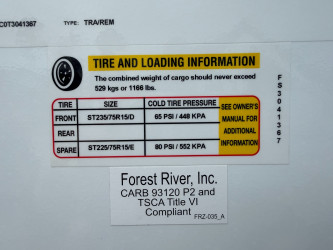 C0T3041367 TYPE: TRA/REM
TIRE AND LOADING INFORMATION
The combined weight of cargo should never exceed
529 kgs or 1166 lbs.
TIRE SIZE COLD TIRE PRESSURE SEE OWNER'S
FRONT ST235/75R15/D 65 PSI / 448 KPA MANUAL FOR
REAR ADDITIONAL
SPARE ST225/75R15/E 80 PSI / 552 KPA INFORMATION
FS3041367
Forest River, Inc.
CARB 93120 P2 and
TSCA Title VI
Compliant
FRZ-035_A